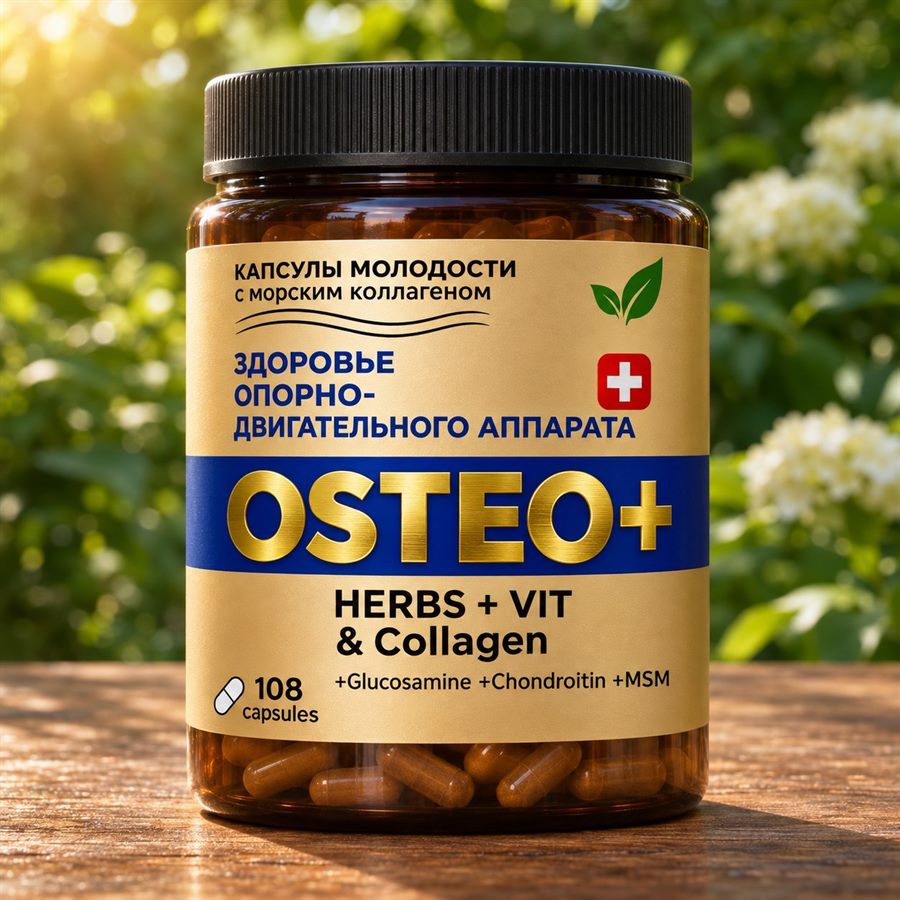 КАПСУЛЫ МОЛОДОСТИ
с морским коллагеном
ЗДОРОВЬЕ
ОПОРНО-
ДВИГАТЕЛЬНОГО АППАРАТА
OSTEO+
HERBS + VIT
& Collagen
+Glucosamine +Chondroitin +MSM
108
capsules